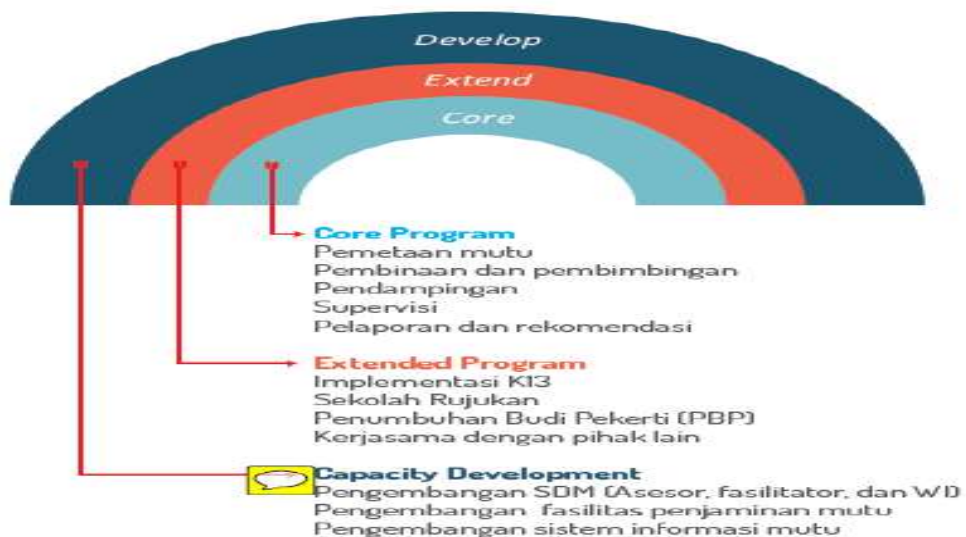 Develop
Extend
Core
Core Program
Pemetaan mutu
Pembinaan dan pembimbingan
Pendampingan
Supervisi
Pelaporan dan rekomendasi
Extended Program
Implementasi K13
Sekolah Rujukan
Penumbuhan Budi Pekerti (PBP)
Kerjasama dengan pihak lain
Capacity Development
Pengembangan SDM (Asesor, fasilitator, dan WI)
Pengembangan fasilitas penjaminan mutu
Pengembangan sistem informasi mutu